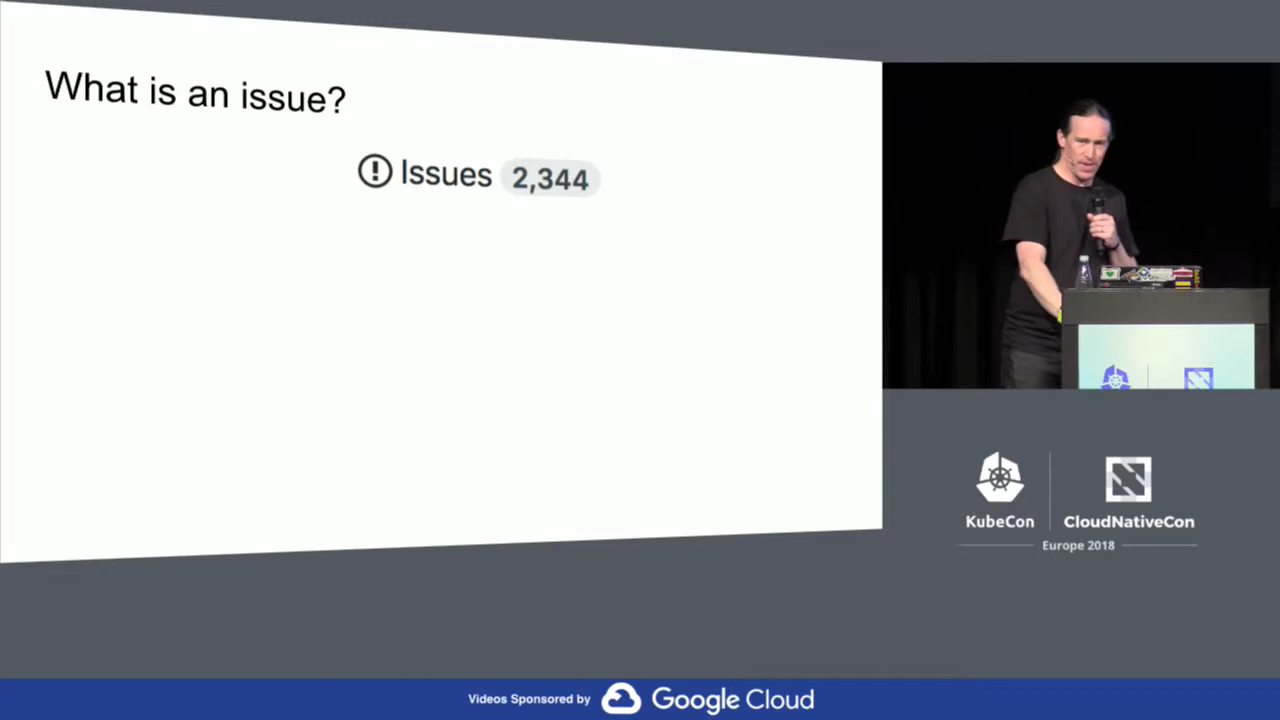 What is an issue?
Issues 2,344
KubeCon
CloudNativeCon
Europe 2018
Videos Sponsored by Google Cloud